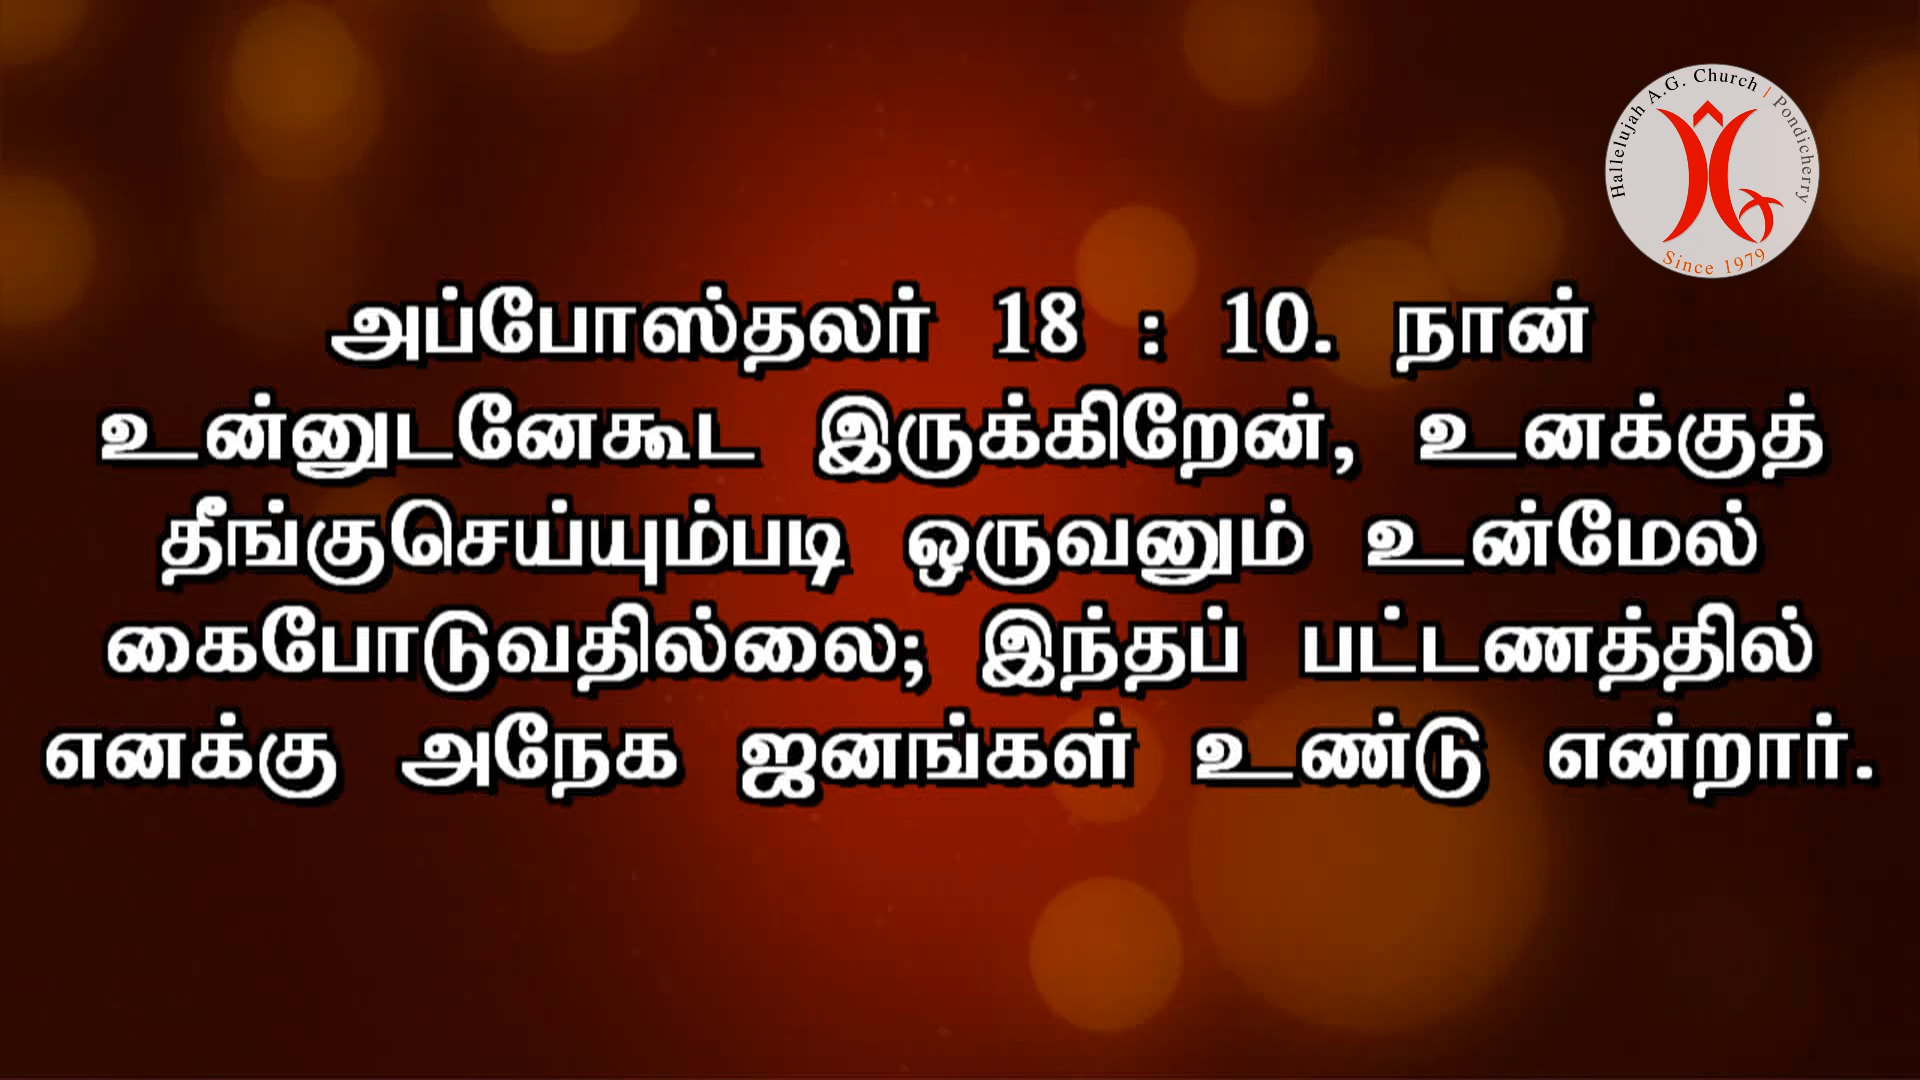 Hallelujah A.G. Church | Pondicherry
Since 1979
அப்போஸ்தலர் 18 : 10. நான்
உன்னுடனேகூட இருக்கிறேன், உனக்குத்
தீங்குசெய்யும்படி ஒருவனும் உன்மேல்
கைபோடுவதில்லை; இந்தப் பட்டணத்தில்
எனக்கு அநேக ஜனங்கள் உண்டு என்றார்.